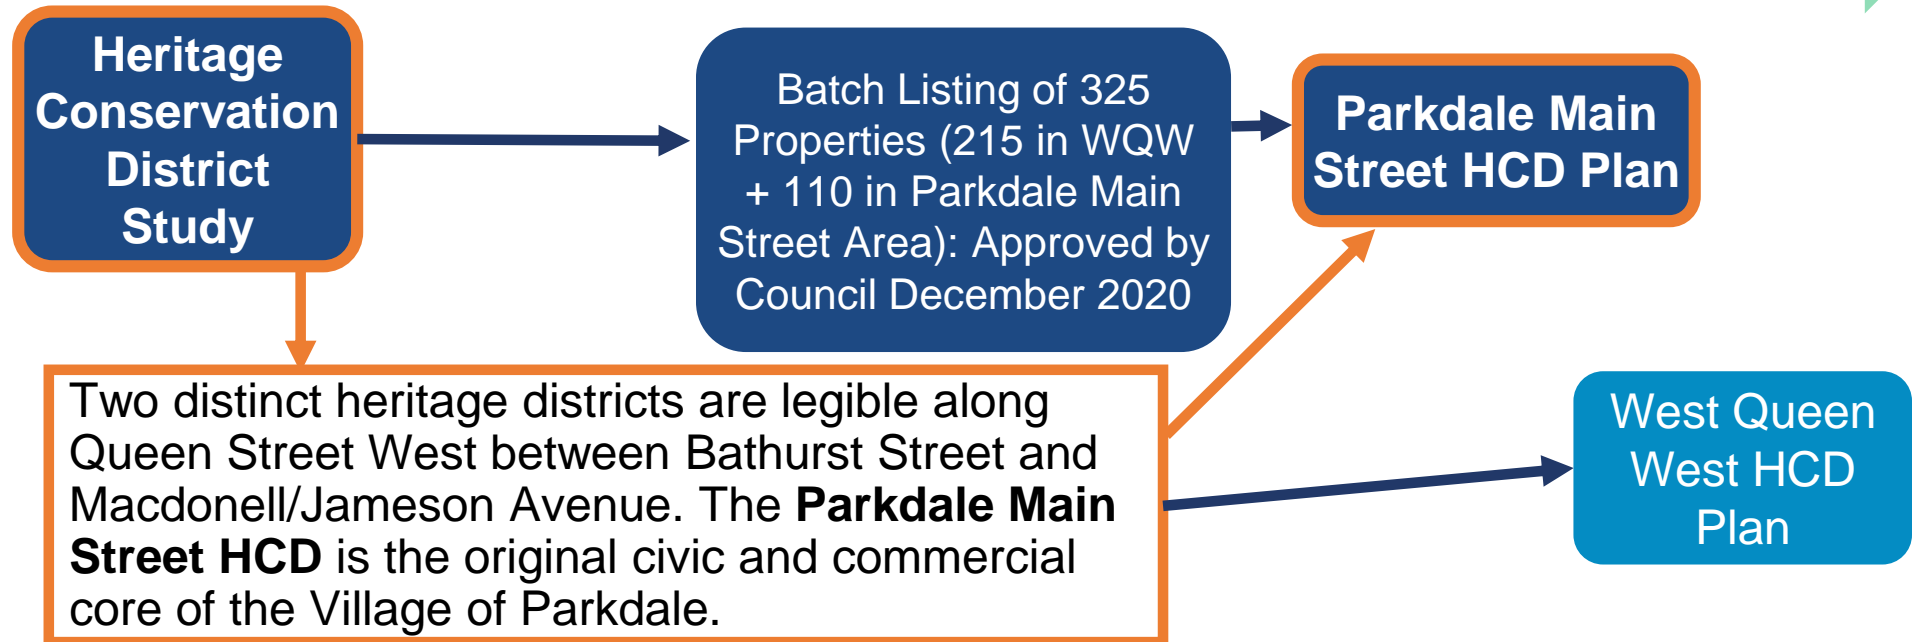 Heritage
Conservation
District
Study
Batch Listing of 325
Properties (215 in WQW
+ 110 in Parkdale Main
Street Area): Approved by
Council December 2020
Parkdale Main
Street HCD Plan
Two distinct heritage districts are legible along
Queen Street West between Bathurst Street and
Macdonell/Jameson Avenue. The Parkdale Main
Street HCD is the original civic and commercial
core of the Village of Parkdale.
West Queen
West HCD
Plan